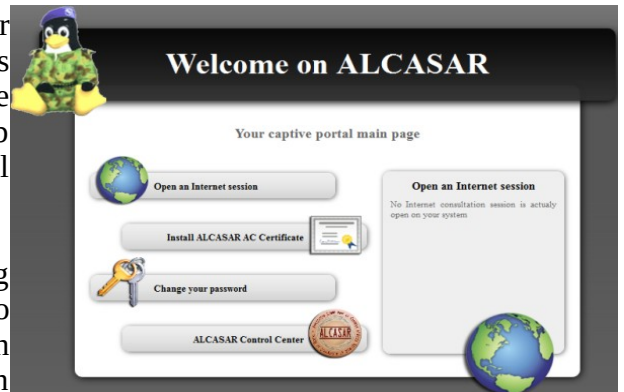 Welcome on ALCASAR
Your captive portal main page
Open an Internet session
Install ALCASAR AC Certificate
Change your password
ALCASAR Control Center
ALCASAR
Open an Internet session
No Internet consultation session is actualy
open on your system